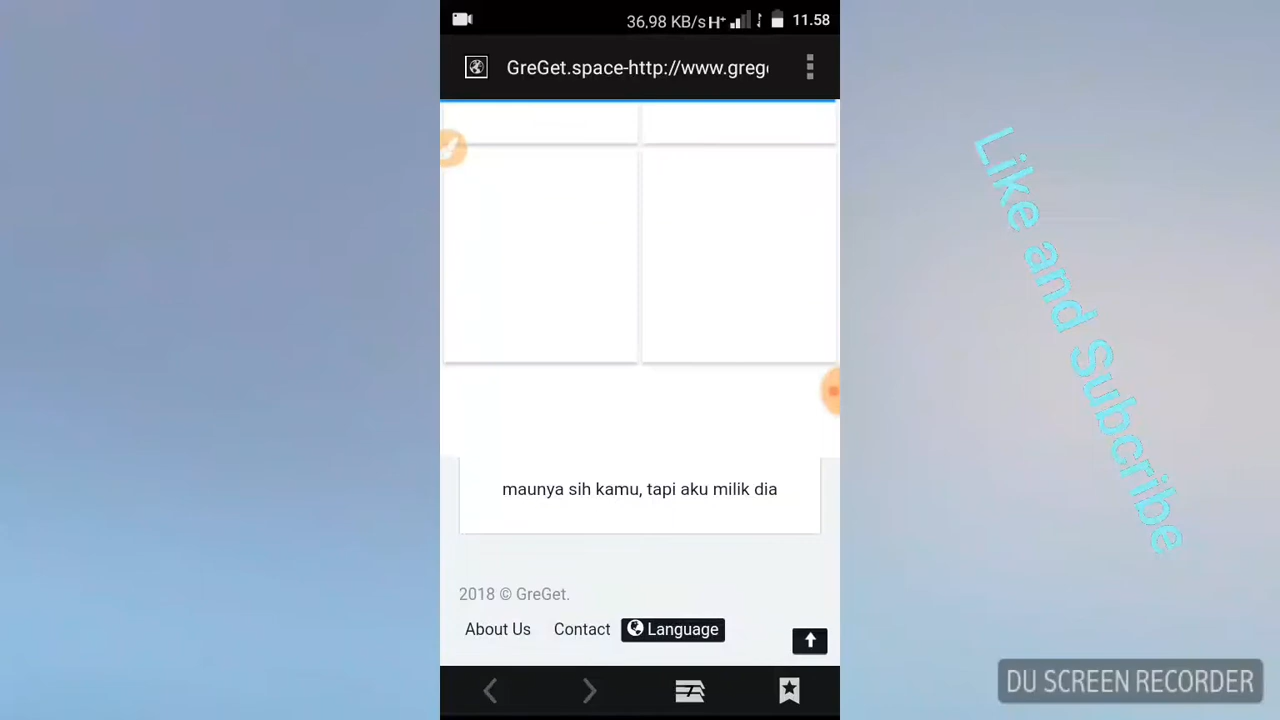 36,98 KB/s H+ 11.58
GreGet.space-http://www.greg
Like and Subcribe
maunya sih kamu, tapi aku milik dia
2018 © GreGet.
About Us Contact Language
DU SCREEN RECORDER